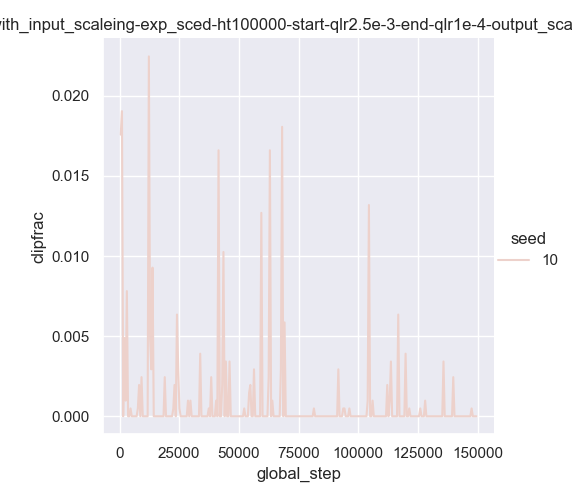 with_input_scaleing-exp_sced-ht100000-start-qlr2.5e-3-end-qlr1e-4-output_sca
0.020
0.015
0.010
0.005
0.000
dipfrac
seed
10
0 25000 50000 75000 100000 125000 150000
global_step